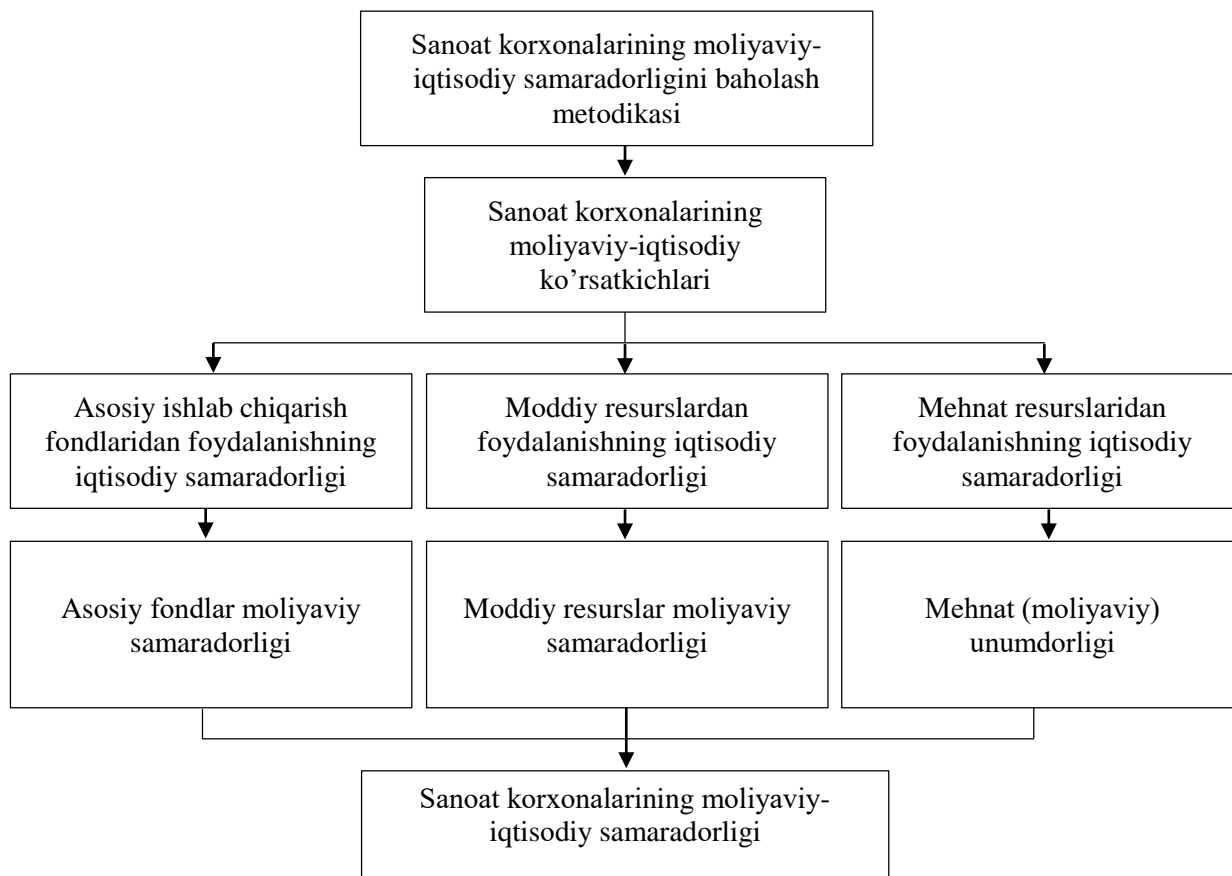 Sanoat korxonalarining moliyaviy-
iqtisodiy samaradorligini baholash
metodikasi
Sanoat korxonalarining
moliyaviy-iqtisodiy
ko’rsatkichlari
Asosiy ishlab chiqarish
fondlaridan foydalanishning
iqtisodiy samaradorligi
Moddiy resurslardan
foydalanishning iqtisodiy
samaradorligi
Mehnat resurslaridan
foydalanishning iqtisodiy
samaradorligi
Asosiy fondlar moliyaviy
samaradorligi
Moddiy resurslar moliyaviy
samaradorligi
Mehnat (moliyaviy)
unumdorligi
Sanoat korxonalarining moliyaviy-
iqtisodiy samaradorligi